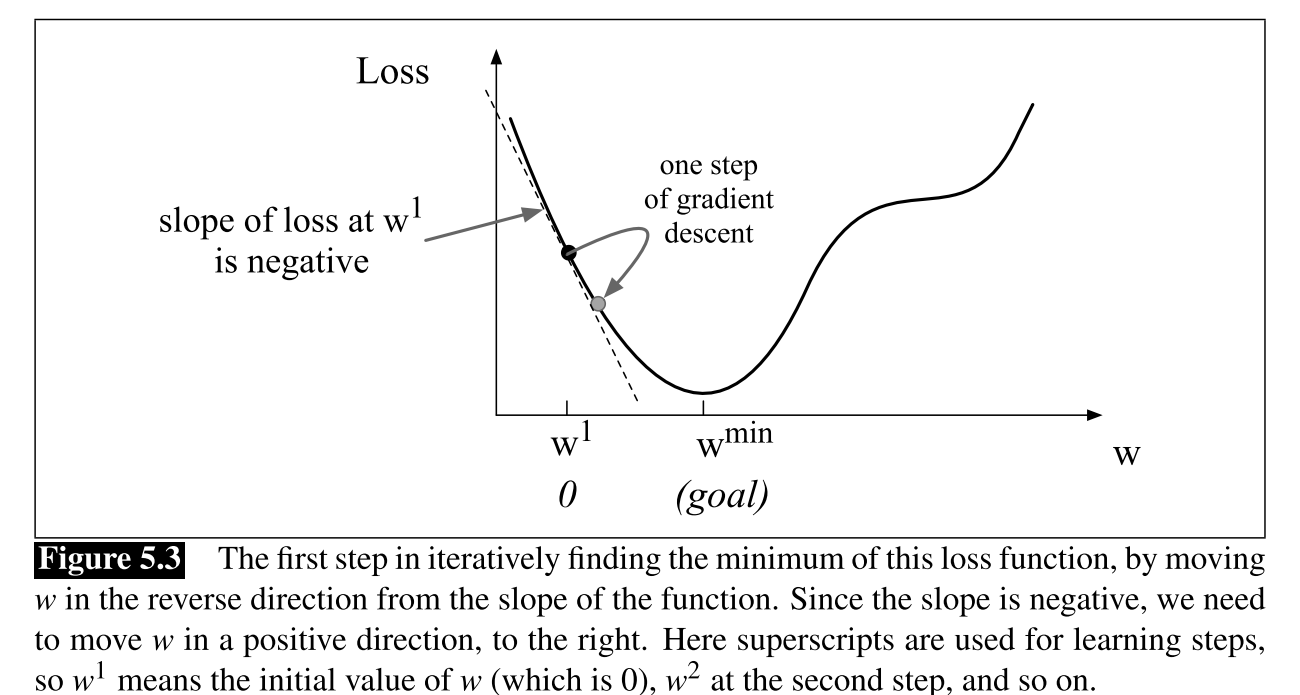 Loss
one step
of gradient
descent
slope of loss at w¹
is negative
w¹
wᵐⁱⁿ
w
0
(goal)
Figure 5.3 The first step in iteratively finding the minimum of this loss function, by moving
w in the reverse direction from the slope of the function. Since the slope is negative, we need
to move w in a positive direction, to the right. Here superscripts are used for learning steps,
so w¹ means the initial value of w (which is 0), w² at the second step, and so on.